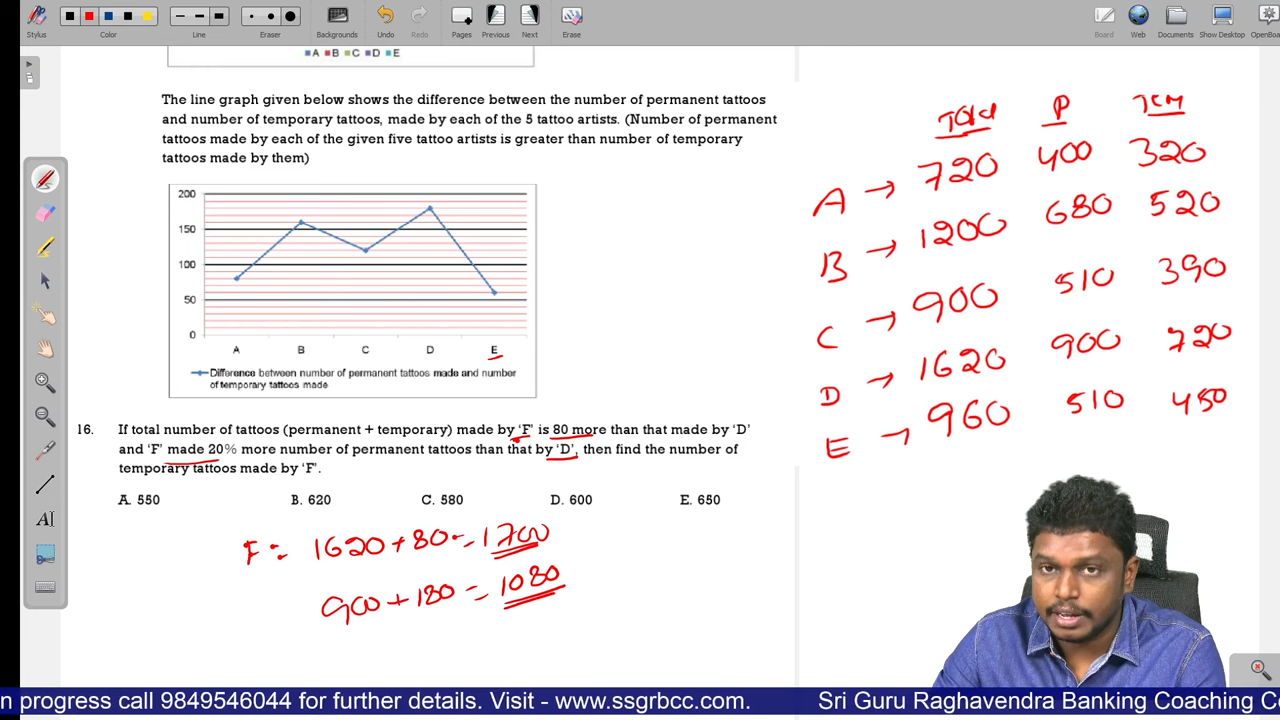 Stylus
Color
Line
Eraser
Backgrounds
Undo
Redo
Pages
Previous
Next
Erase
Board
Web
Documents
Show Desktop
OpenBoa
A B C D E
The line graph given below shows the difference between the number of permanent tattoos
and number of temporary tattoos, made by each of the 5 tattoo artists. (Number of permanent
tattoos made by each of the given five tattoo artists is greater than number of temporary
tattoos made by them)
200
150
100
50
0
A B C D E
Difference between number of permanent tattoos made and number
of temporary tattoos made
16. If total number of tattoos (permanent + temporary) made by ‘F’ is 80 more than that made by ‘D’
and ‘F’ made 20% more number of permanent tattoos than that by ‘D’, then find the number of
temporary tattoos made by ‘F’.
A. 550 B. 620 C. 580 D. 600 E. 650
F = 1620 + 80 = 1700
900 + 180 = 1080
Total P Tem
A → 720 400 320
B → 1200 680 520
C → 900 510 390
D → 1620 900 720
E → 960 510 450
n progress call 9849546044 for further details. Visit - www.ssgrbcc.com. Sri Guru Raghavendra Banking Coaching C